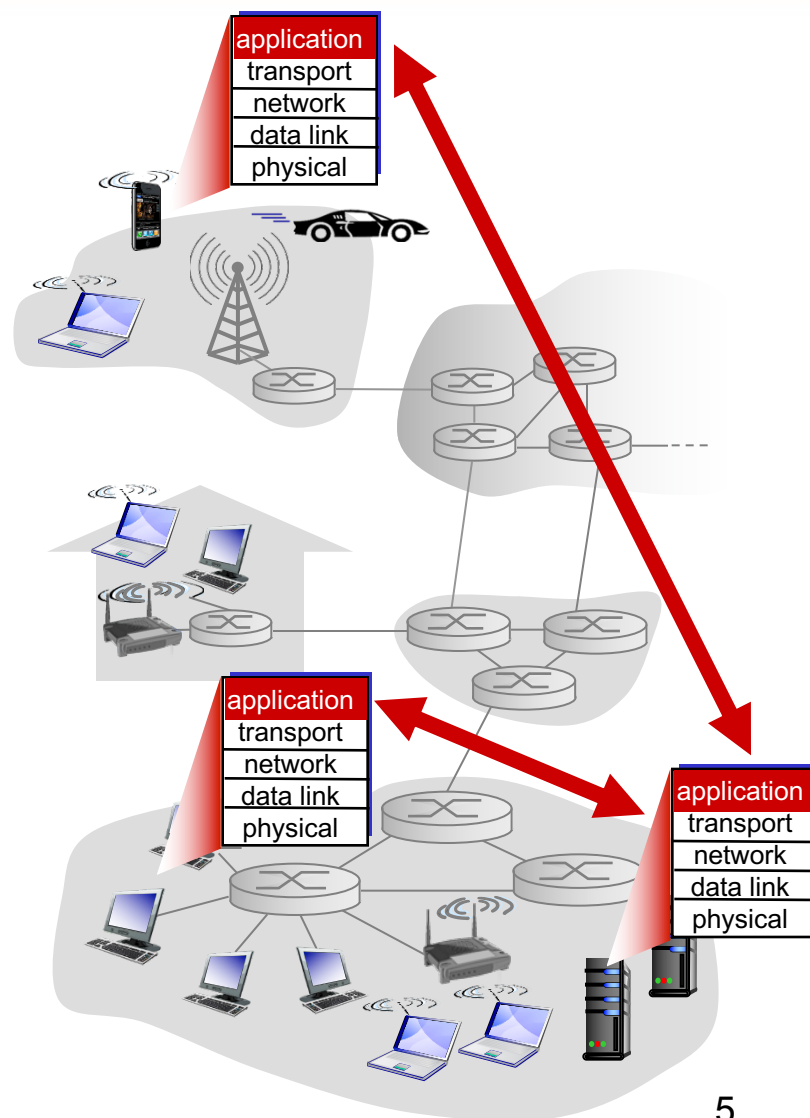 application
transport
network
data link
physical
application
transport
network
data link
physical
application
transport
network
data link
physical
5